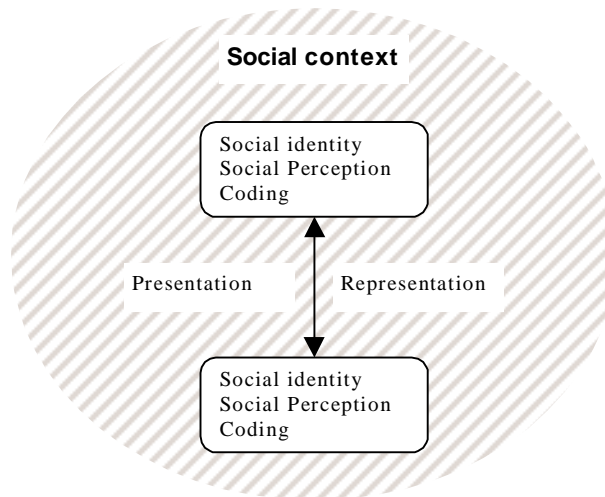 Social context
Social identity
Social Perception
Coding
Presentation
Representation
Social identity
Social Perception
Coding